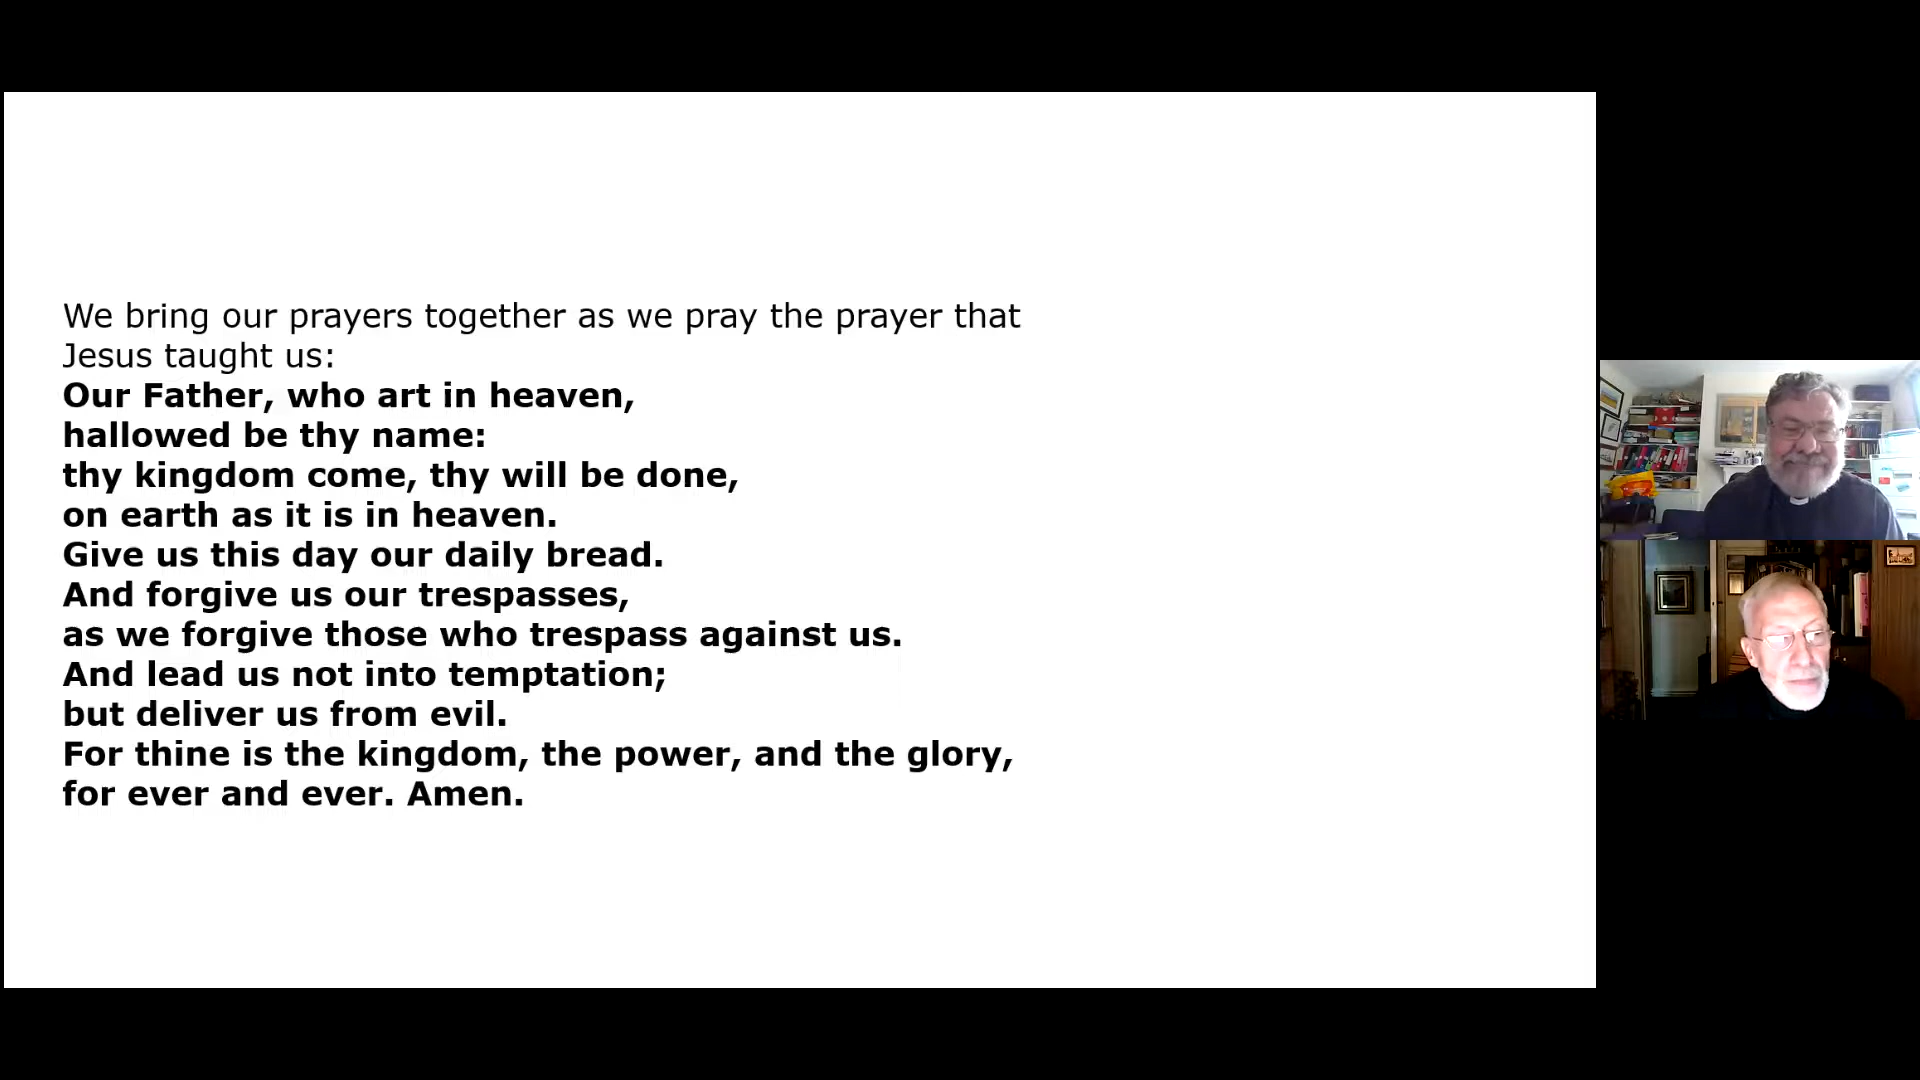 We bring our prayers together as we pray the prayer that
Jesus taught us:
Our Father, who art in heaven,
hallowed be thy name:
thy kingdom come, thy will be done,
on earth as it is in heaven.
Give us this day our daily bread.
And forgive us our trespasses,
as we forgive those who trespass against us.
And lead us not into temptation;
but deliver us from evil.
For thine is the kingdom, the power, and the glory,
for ever and ever. Amen.